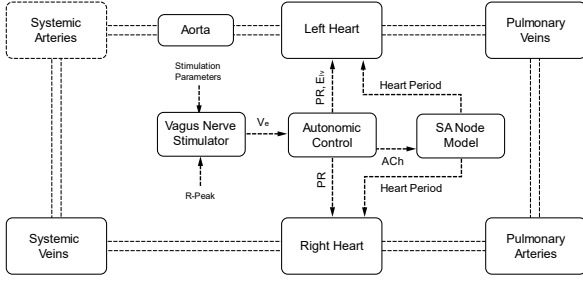 Systemic
Arteries
Aorta
Left Heart
Pulmonary
Veins
Stimulation
Parameters
PR, Elv
Heart Period
Vagus Nerve
Stimulator
Ve
Autonomic
Control
ACh
SA Node
Model
R-Peak
PR
Heart Period
Systemic
Veins
Right Heart
Pulmonary
Arteries